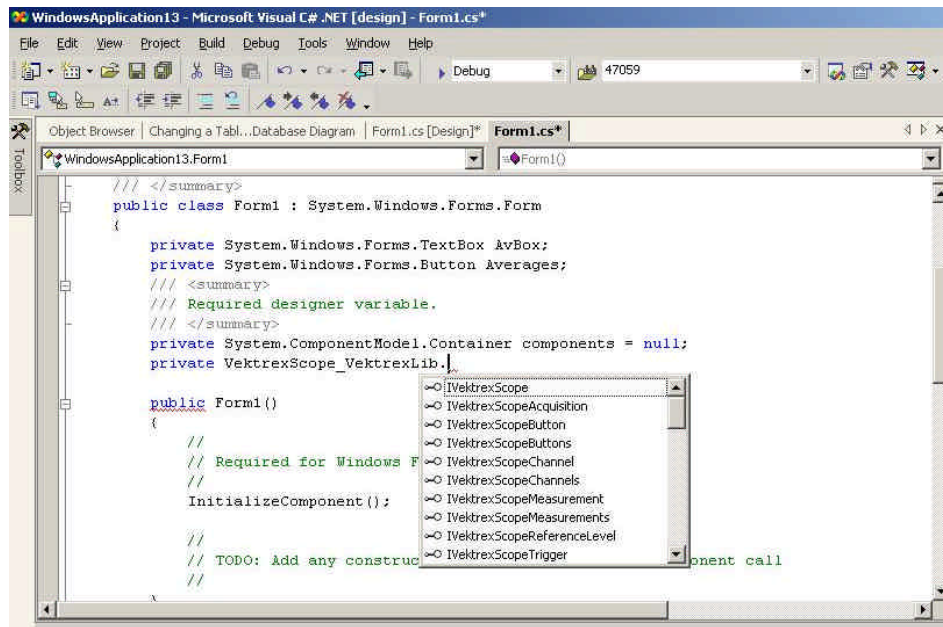 WindowsApplication13 - Microsoft Visual C# .NET [design] - Form1.cs*
File Edit View Project Build Debug Tools Window Help
Debug 47059
Object Browser Changing a Tabl...Database Diagram Form1.cs [Design]* Form1.cs*
Toolbox
WindowsApplication13.Form1 Form1()
/// </summary>
public class Form1 : System.Windows.Forms.Form
{
private System.Windows.Forms.TextBox AvBox;
private System.Windows.Forms.Button Averages;
/// <summary>
/// Required designer variable.
/// </summary>
private System.ComponentModel.Container components = null;
private VektrexScope_VektrexLib.
IVektrexScope
IVektrexScopeAcquisition
IVektrexScopeButton
IVektrexScopeButtons
IVektrexScopeChannel
IVektrexScopeChannels
IVektrexScopeMeasurement
IVektrexScopeMeasurements
IVektrexScopeReferenceLevel
IVektrexScopeTrigger
public Form1()
{
//
// Required for Windows F
//
InitializeComponent();
//
// TODO: Add any construc onent call
//
}